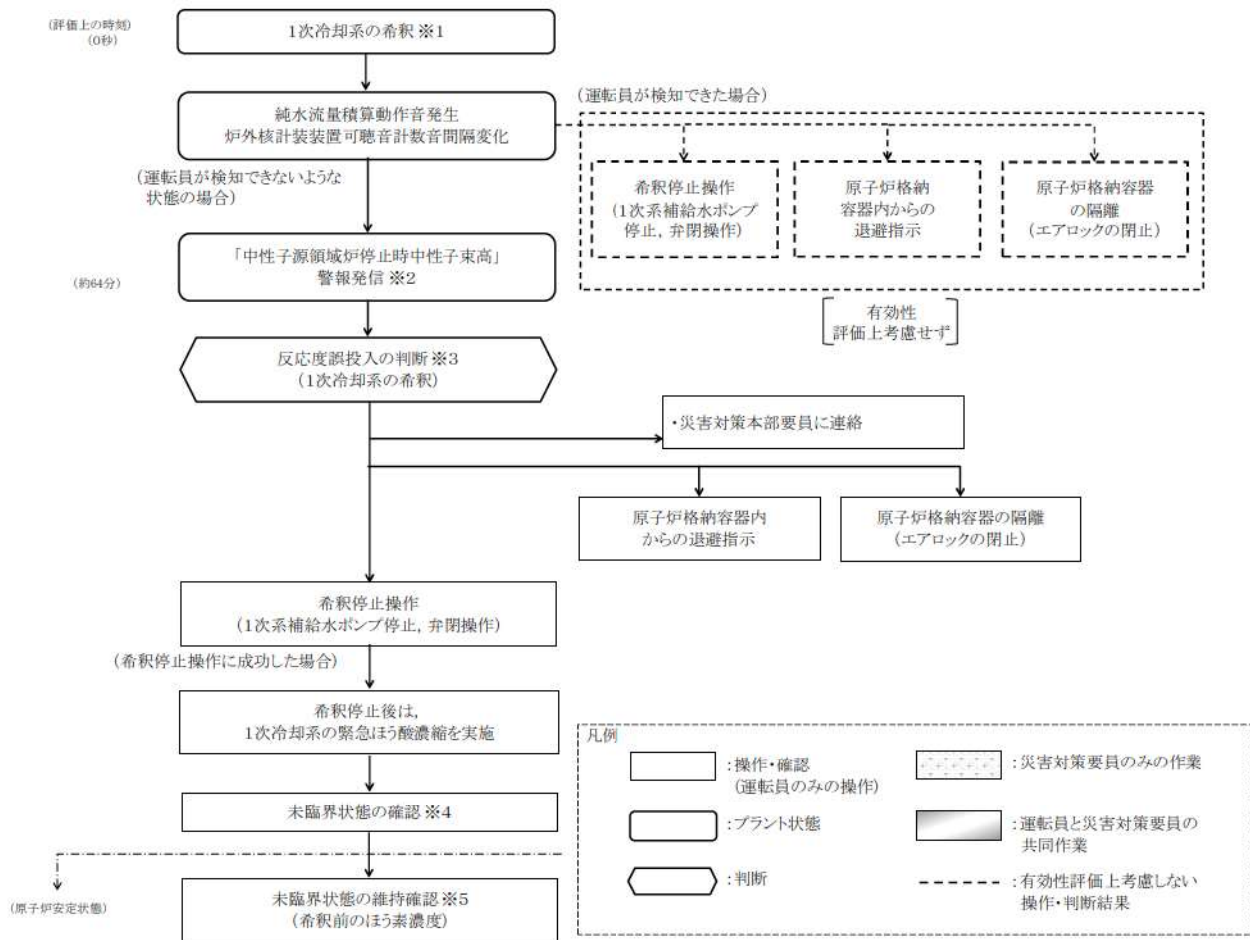 (評価上の時刻)
(0秒)
1次冷却系の希釈※1
純水流量積算動作音発生
炉外核計装装置可聴音計数音間隔変化
(運転員が検知できた場合)
希釈停止操作
(1次系補給水ポンプ
停止, 弁閉操作)
原子炉格納
容器内からの
退避指示
原子炉格納容器
の隔離
(エアロックの閉止)
(運転員が検知できないような
状態の場合)
(約64分)
「中性子源領域炉停止時中性子束高」
警報発信※2
有効性
評価上考慮せず
反応度誤投入の判断※3
(1次冷却系の希釈)
・災害対策本部要員に連絡
原子炉格納容器内
からの退避指示
原子炉格納容器の隔離
(エアロックの閉止)
希釈停止操作
(1次系補給水ポンプ停止, 弁閉操作)
(希釈停止操作に成功した場合)
希釈停止後は,
1次冷却系の緊急ほう酸濃縮を実施
未臨界状態の確認※4
(原子炉安定状態)
未臨界状態の維持確認※5
(希釈前のほう素濃度)
凡例
:操作・確認
(運転員のみの操作)
:プラント状態
:判断
:災害対策要員のみの作業
:運転員と災害対策要員の
共同作業
:有効性評価上考慮しない
操作・判断結果